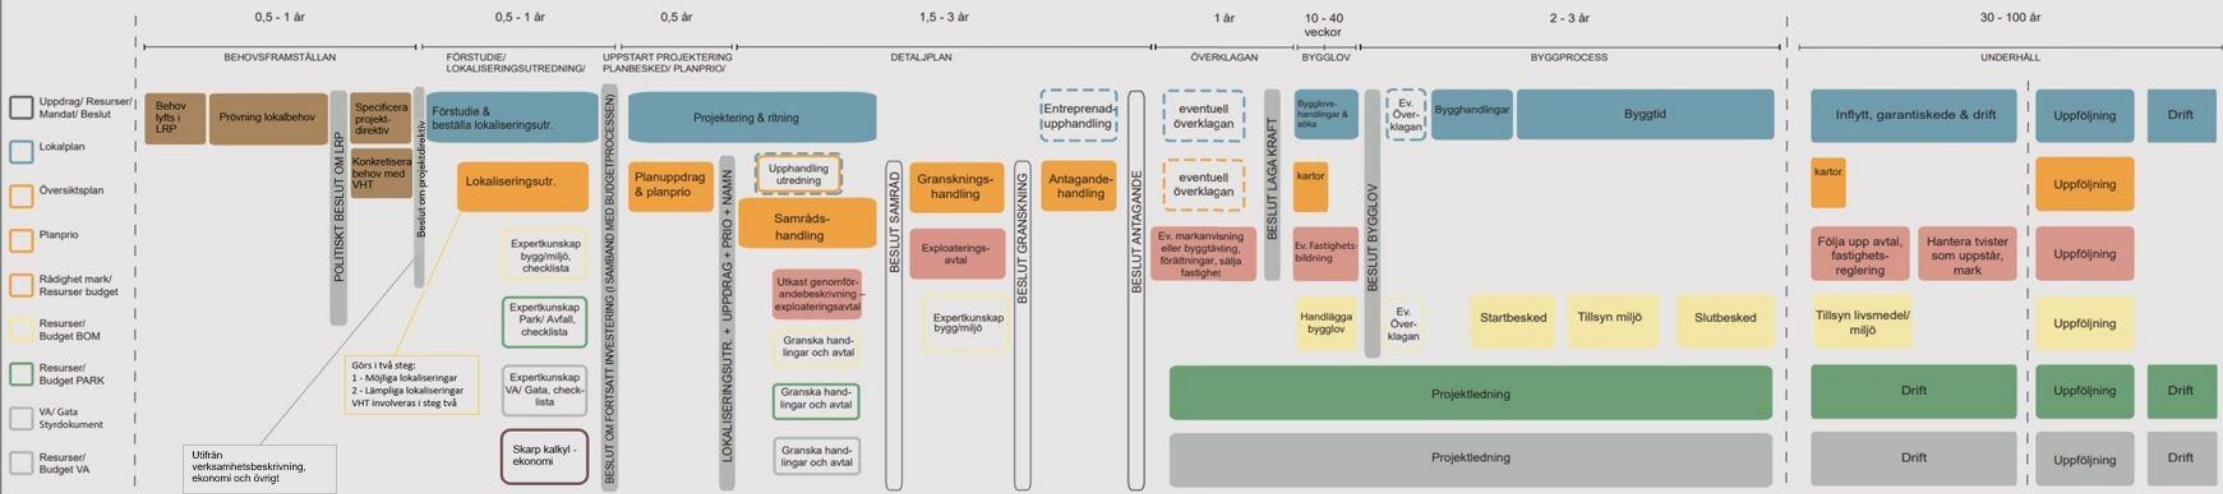 0,5 - 1 år
0,5 - 1 år
0,5 år
1,5 - 3 år
1 år
10 - 40
veckor
2 - 3 år
30 - 100 år
BEHOVSFRAMSTÄLLAN
FÖRSTUDIE/
LOKALISERINGSUTREDNING/
UPPSTART PROJEKTERING
PLANBESKED/ PLANPRIO/
DETALJPLAN
ÖVERKLAGAN
BYGGLOV
BYGGPROCESS
UNDERHÅLL
Uppdrag/ Resurser/
Mandat/ Beslut
Lokalplan
Översiktsplan
Planprio
Rådighet mark/
Resurser budget
Resurser/
Budget BOM
Resurser/
Budget PARK
VA/ Gata
Styrdokument
Resurser/
Budget VA
Behov
lyfts i
LRP
Prövning lokalbehov
POLITISKT BESLUT OM LRP
Specificera
projekt-
direktiv
Konkretisera
behov med
VHT
Beslut om projektdirektiv
Utifrån
verksamhetsbeskrivning,
ekonomi och övrigt
Görs i två steg:
1 - Möjliga lokaliseringar
2 - Lämpliga lokaliseringar
VHT involveras i steg två
Förstudie &
beställa lokaliseringsutr.
Lokaliseringsutr.
Expertkunskap
bygg/miljö,
checklista
Expertkunskap
Park/ Avfall,
checklista
Expertkunskap
VA/ Gata, check-
lista
Skarp kalkyl -
ekonomi
BESLUT OM FORTSATT INVESTERING (I SAMBAND MED BUDGETPROCESSEN)
Projektering & ritning
Planuppdrag
& planprio
LOKALISERINGSUTR. + UPPDRAG + PRIO + NAMN
Upphandling
utredning
Samråds-
handling
Utkast genomför-
andebeskrivning –
exploateringsavtal
Granska hand-
lingar och avtal
Granska hand-
lingar och avtal
Granska hand-
lingar och avtal
BESLUT SAMRÅD
Gransknings-
handling
Exploaterings-
avtal
Expertkunskap
bygg/miljö
BESLUT GRANSKNING
Entreprenad-
upphandling
Antagande-
handling
BESLUT ANTAGANDE
eventuell
överklagan
eventuell
överklagan
Ev. markanvisning
eller byggtävling,
förättningar, sälja
fastighet
BESLUT LAGA KRAFT
Bygglovs-
handlingar &
söka
kartor
Ev. Fastighets-
bildning
Handlägga
bygglov
BESLUT BYGGLOV
Ev.
Över-
klagan
Ev.
Över-
klagan
Bygghandlingar
Byggtid
Startbesked
Tillsyn miljö
Slutbesked
Projektledning
Projektledning
Inflytt, garantiskede & drift
kartor
Följa upp avtal,
fastighets-
reglering
Hantera tvister
som uppstår,
mark
Tillsyn livsmedel/
miljö
Drift
Drift
Uppföljning
Uppföljning
Uppföljning
Uppföljning
Uppföljning
Uppföljning
Drift
Drift
Drift